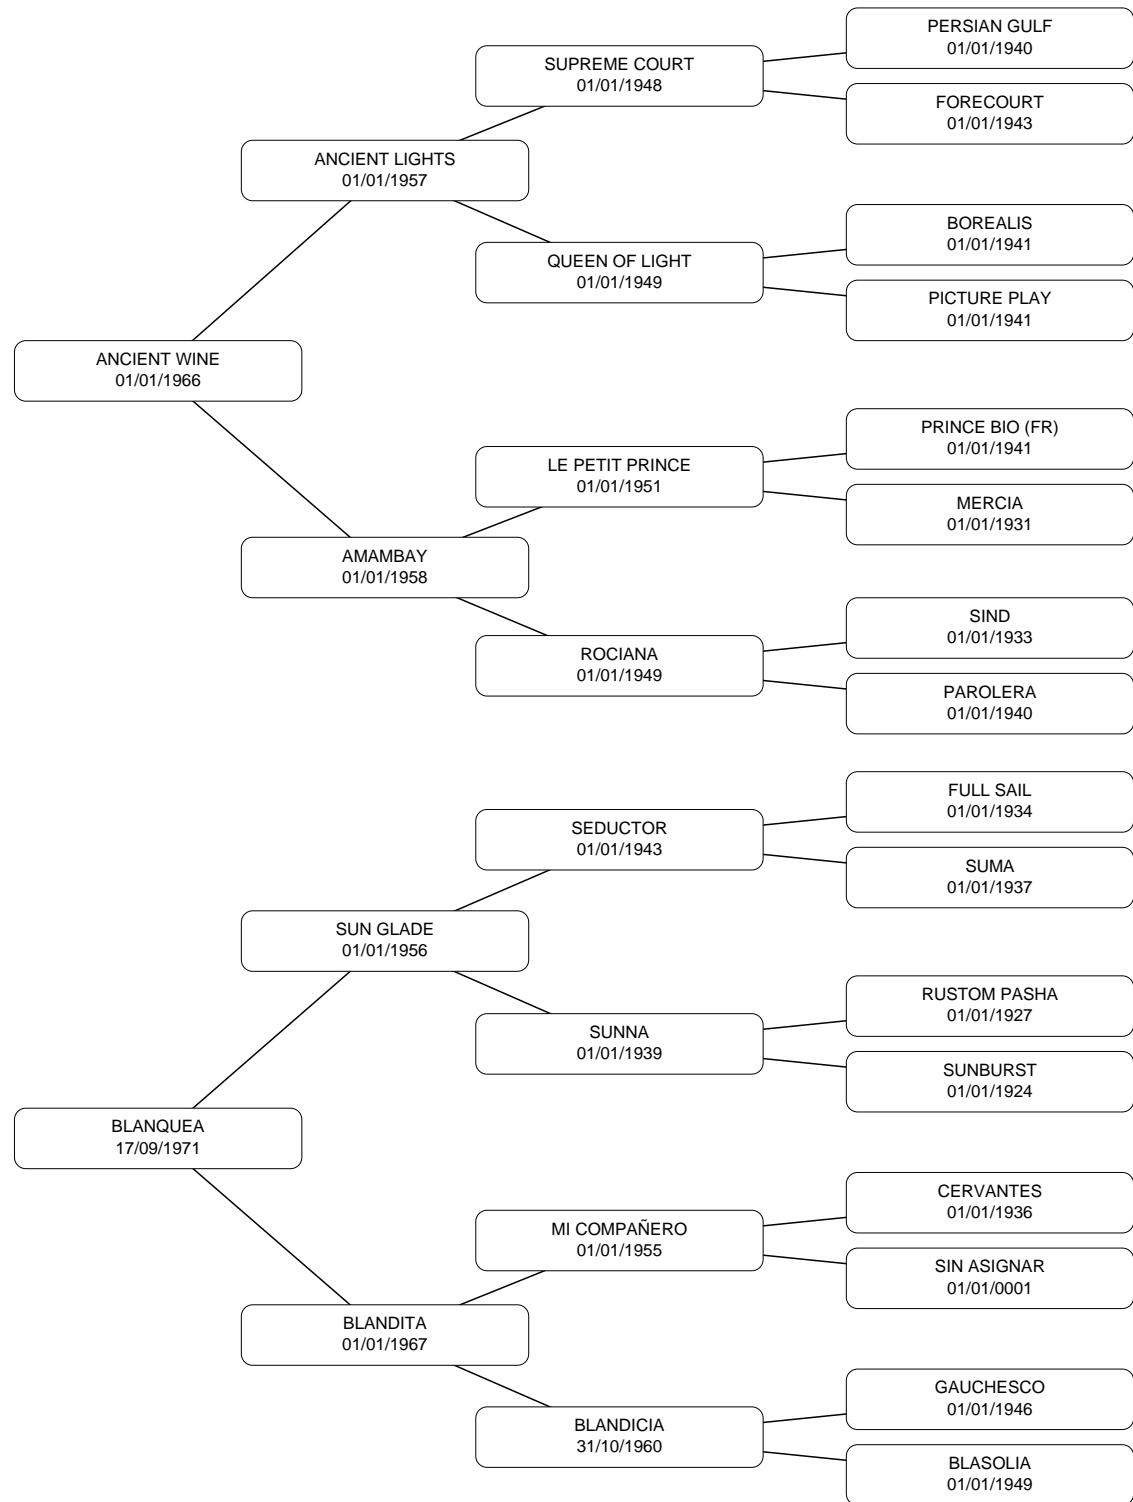 PERSIAN GULF
01/01/1940
SUPREME COURT
01/01/1948
FORECOURT
01/01/1943
ANCIENT LIGHTS
01/01/1957
BOREALIS
01/01/1941
QUEEN OF LIGHT
01/01/1949
PICTURE PLAY
01/01/1941
ANCIENT WINE
01/01/1966
PRINCE BIO (FR)
01/01/1941
LE PETIT PRINCE
01/01/1951
MERCIA
01/01/1931
AMAMBAY
01/01/1958
SIND
01/01/1933
ROCIANA
01/01/1949
PAROLERA
01/01/1940
FULL SAIL
01/01/1934
SEDUCTOR
01/01/1943
SUMA
01/01/1937
SUN GLADE
01/01/1956
RUSTOM PASHA
01/01/1927
SUNNA
01/01/1939
SUNBURST
01/01/1924
BLANQUEA
17/09/1971
CERVANTES
01/01/1936
MI COMPAÑERO
01/01/1955
SIN ASIGNAR
01/01/0001
BLANDITA
01/01/1967
GAUCHESCO
01/01/1946
BLANDICIA
31/10/1960
BLASOLIA
01/01/1949